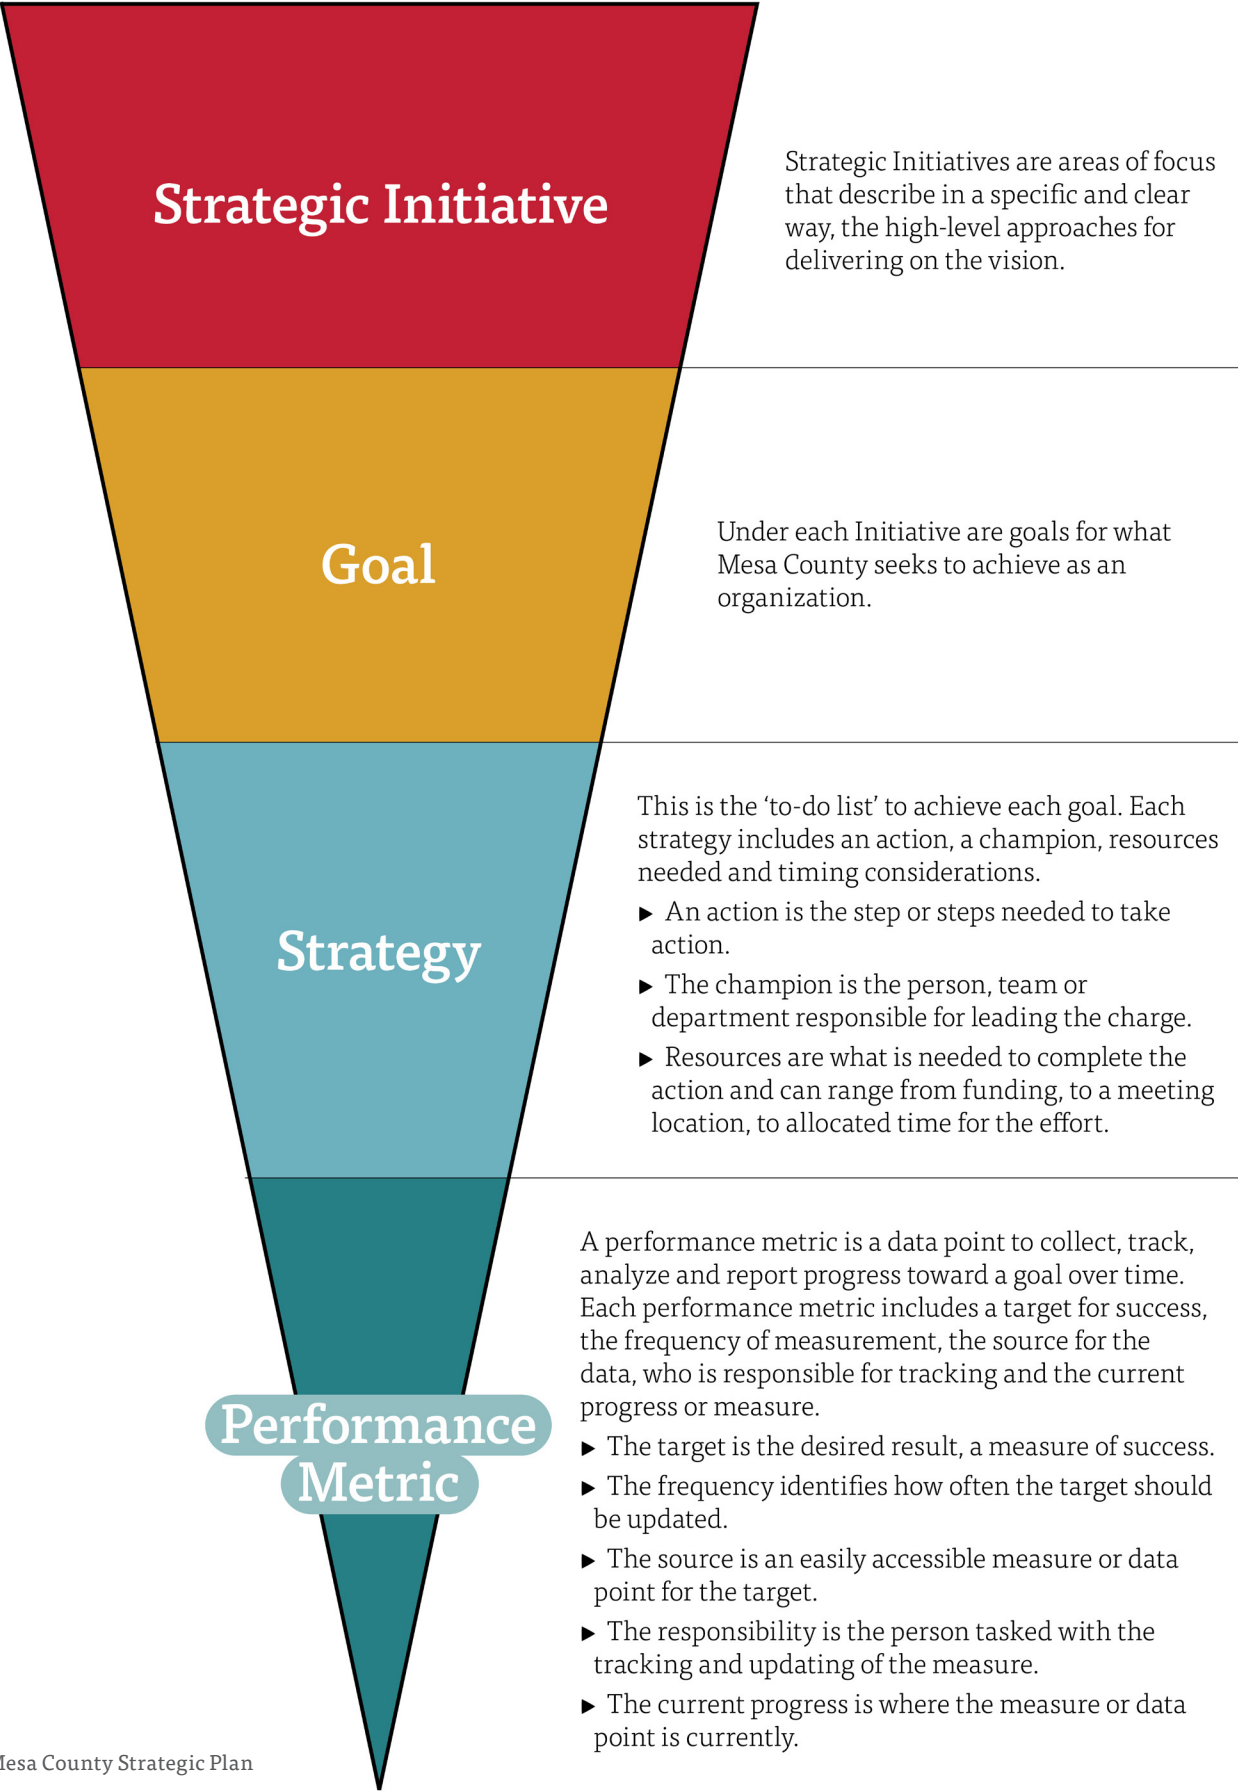 Strategic Initiative
Strategic Initiatives are areas of focus
that describe in a specific and clear
way, the high-level approaches for
delivering on the vision.
Goal
Under each Initiative are goals for what
Mesa County seeks to achieve as an
organization.
Strategy
This is the ‘to-do list’ to achieve each goal. Each
strategy includes an action, a champion, resources
needed and timing considerations.
▶ An action is the step or steps needed to take
action.
▶ The champion is the person, team or
department responsible for leading the charge.
▶ Resources are what is needed to complete the
action and can range from funding, to a meeting
location, to allocated time for the effort.
Performance
Metric
A performance metric is a data point to collect, track,
analyze and report progress toward a goal over time.
Each performance metric includes a target for success,
the frequency of measurement, the source for the
data, who is responsible for tracking and the current
progress or measure.
▶ The target is the desired result, a measure of success.
▶ The frequency identifies how often the target should
be updated.
▶ The source is an easily accessible measure or data
point for the target.
▶ The responsibility is the person tasked with the
tracking and updating of the measure.
▶ The current progress is where the measure or data
point is currently.
Mesa County Strategic Plan